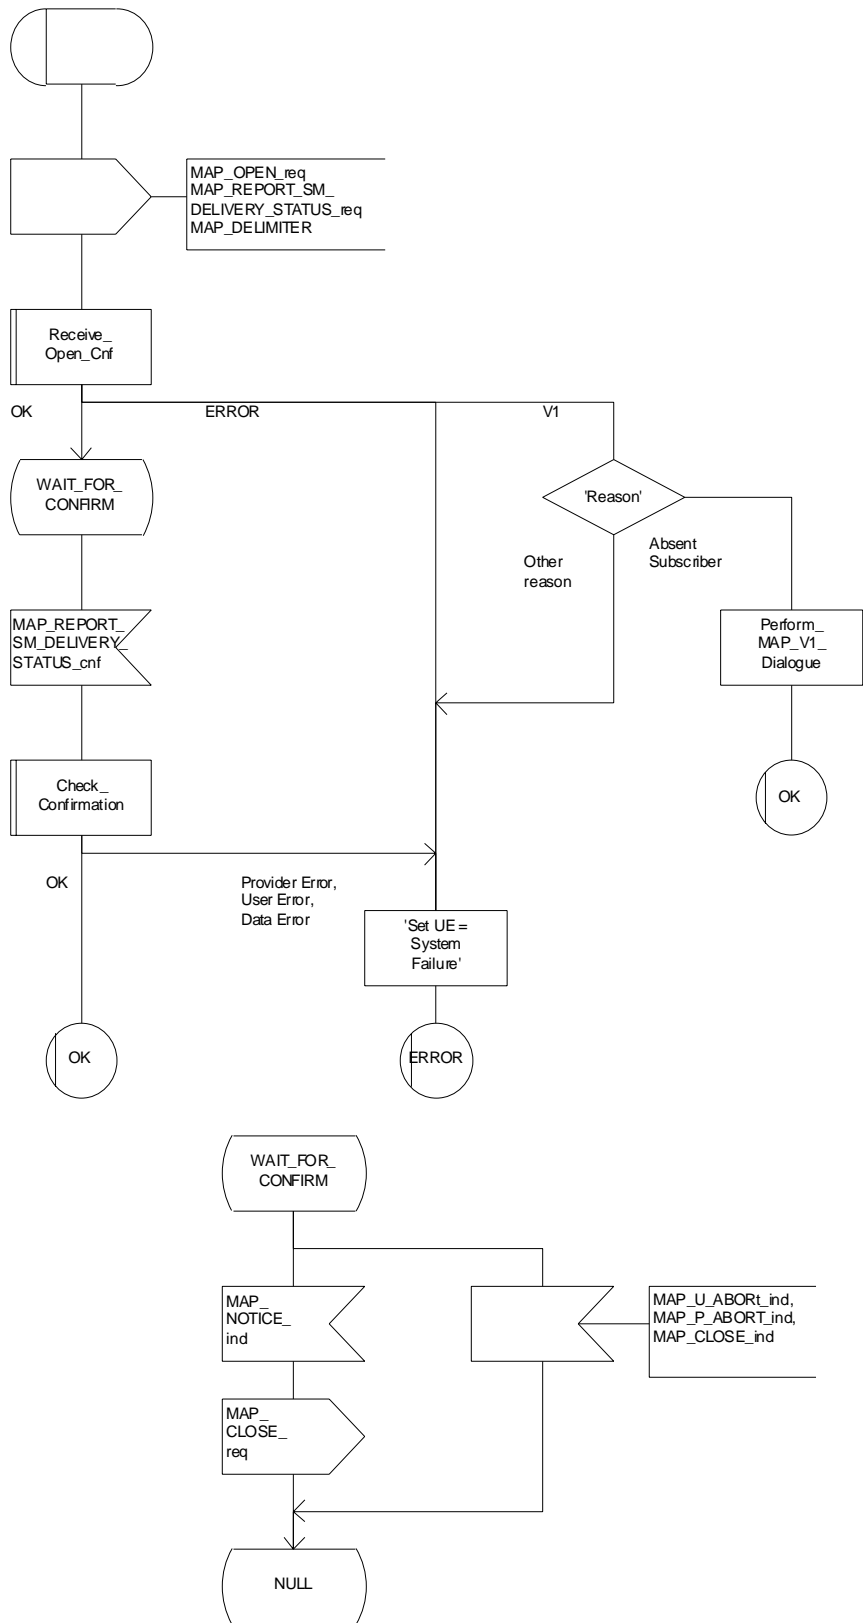 MAP_OPEN_req
MAP_REPORT_SM_
DELIVERY_STATUS_req
MAP_DELIMITER
Receive_
Open_Cnf
OK
ERROR
V1
WAIT_FOR_
CONFIRM
'Reason'
Other
reason
Absent
Subscriber
MAP_REPORT_
SM_DELIVERY_
STATUS_cnf
Perform_
MAP_V1_
Dialogue
Check_
Confirmation
OK
OK
Provider Error,
User Error,
Data Error
'Set UE =
System
Failure'
OK
ERROR
WAIT_FOR_
CONFIRM
MAP_
NOTICE_
ind
MAP_U_ABORt_ind,
MAP_P_ABORT_ind,
MAP_CLOSE_ind
MAP_
CLOSE_
req
NULL